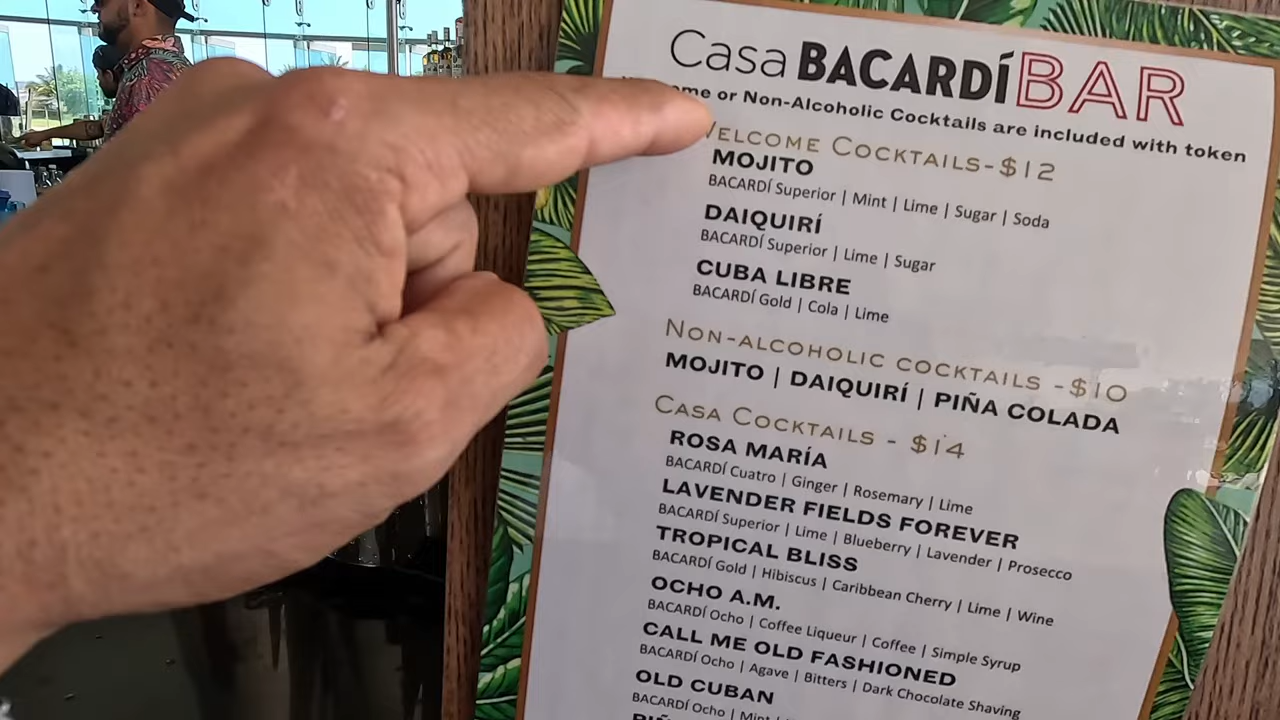 Casa BACARDÍ BAR
or Non-Alcoholic Cocktails are included with token
WELCOME COCKTAILS-$12
MOJITO
BACARDÍ Superior | Mint | Lime | Sugar | Soda
DAIQUIRÍ
BACARDÍ Superior | Lime | Sugar
CUBA LIBRE
BACARDÍ Gold | Cola | Lime
NON-ALCOHOLIC COCKTAILS -$10
MOJITO | DAIQUIRÍ | PIÑA COLADA
CASA COCKTAILS - $14
ROSA MARÍA
BACARDÍ Cuatro | Ginger | Rosemary | Lime
LAVENDER FIELDS FOREVER
BACARDÍ Superior | Lime | Blueberry | Lavender | Prosecco
TROPICAL BLISS
BACARDÍ Gold | Hibiscus | Caribbean Cherry | Lime | Wine
OCHO A.M.
BACARDÍ Ocho | Coffee Liqueur | Coffee | Simple Syrup
CALL ME OLD FASHIONED
BACARDÍ Ocho | Agave | Bitters | Dark Chocolate Shaving
OLD CUBAN
BACARDÍ Ocho | Mint